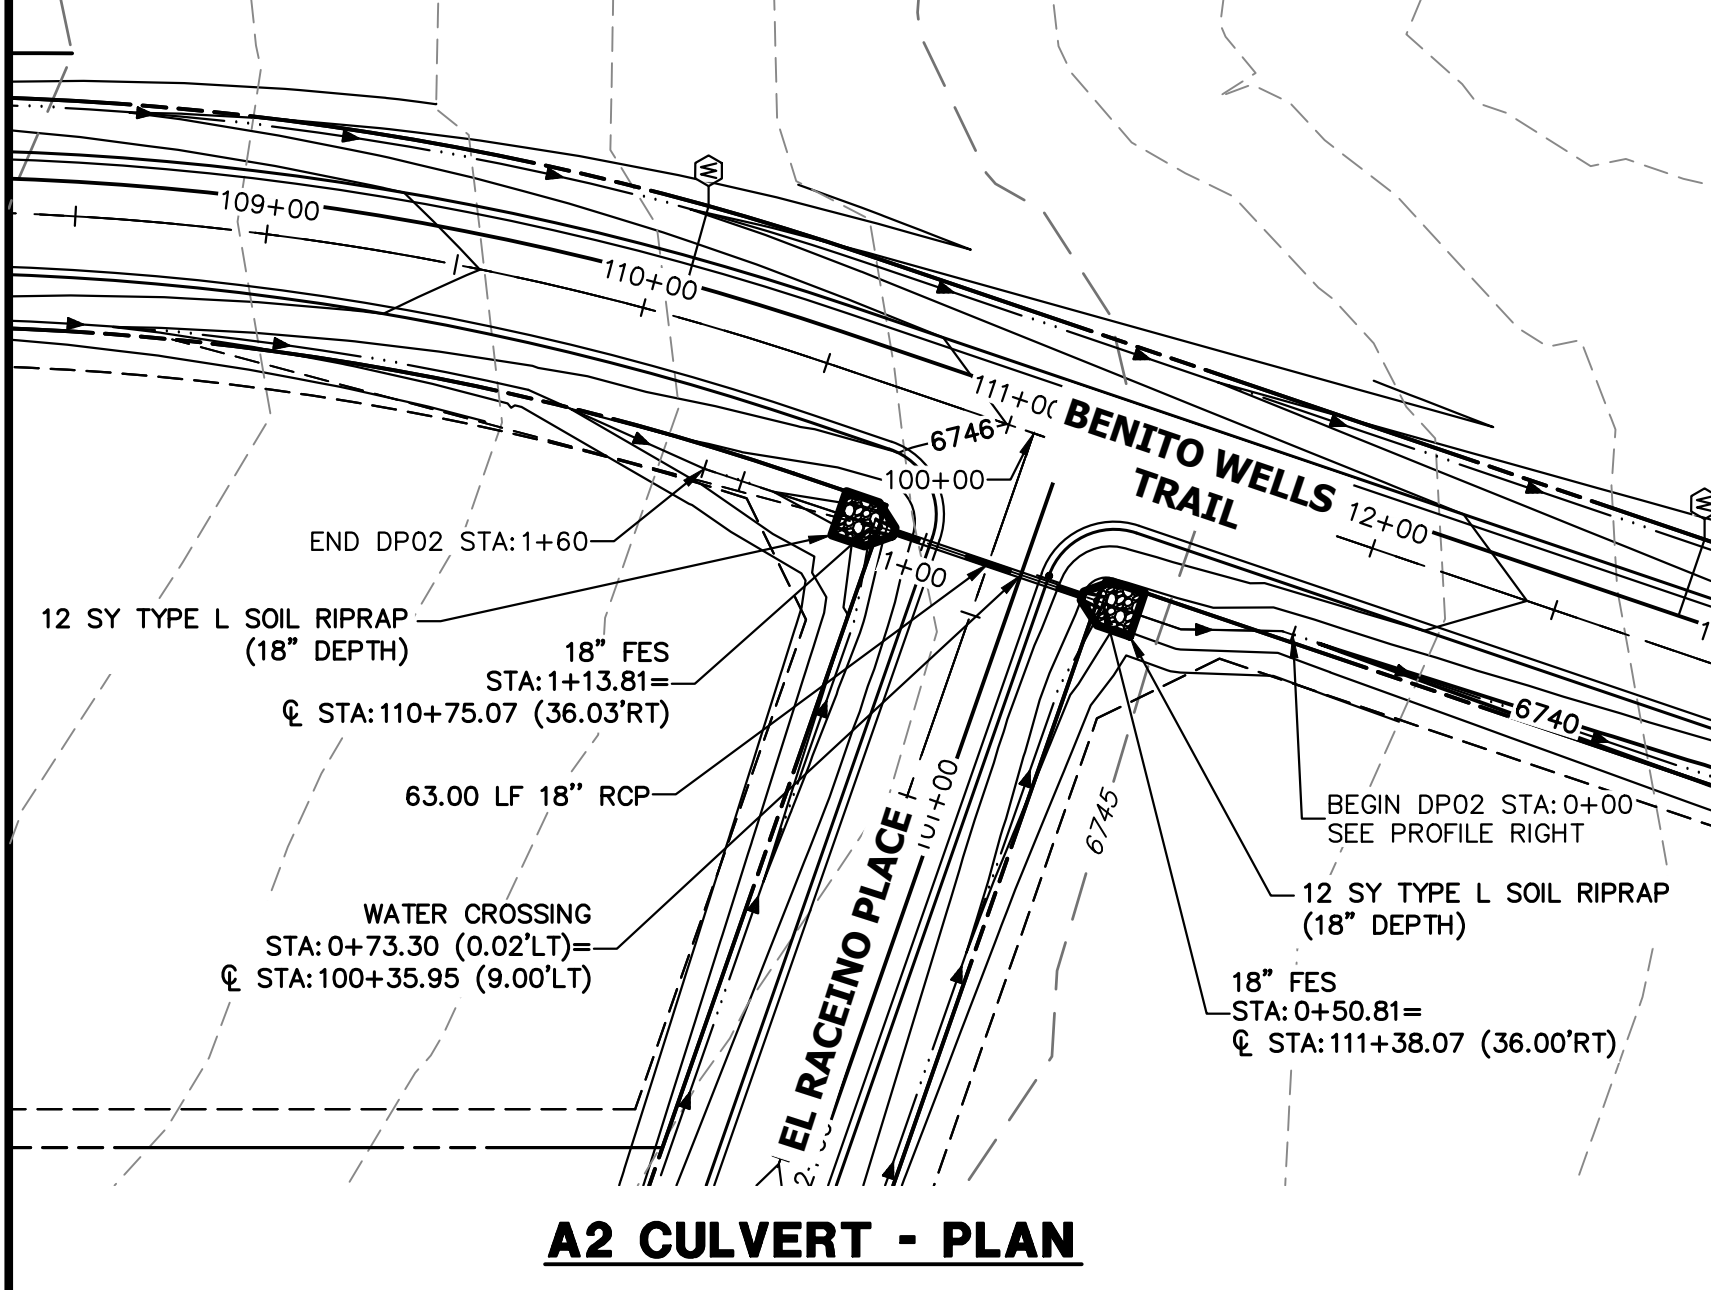 109+00
110+00
111+00
6746
100+00
BENITO WELLS
TRAIL
12+00
END DP02 STA:1+60
1+00
12 SY TYPE L SOIL RIPRAP
(18" DEPTH)
18" FES
STA:1+13.81=
℄ STA:110+75.07 (36.03'RT)
6740
63.00 LF 18" RCP
101+00
EL RACEINO PLACE
6745
BEGIN DP02 STA:0+00
SEE PROFILE RIGHT
12 SY TYPE L SOIL RIPRAP
(18" DEPTH)
WATER CROSSING
STA:0+73.30 (0.02'LT)=
℄ STA:100+35.95 (9.00'LT)
18" FES
STA:0+50.81=
℄ STA:111+38.07 (36.00'RT)
A2 CULVERT - PLAN